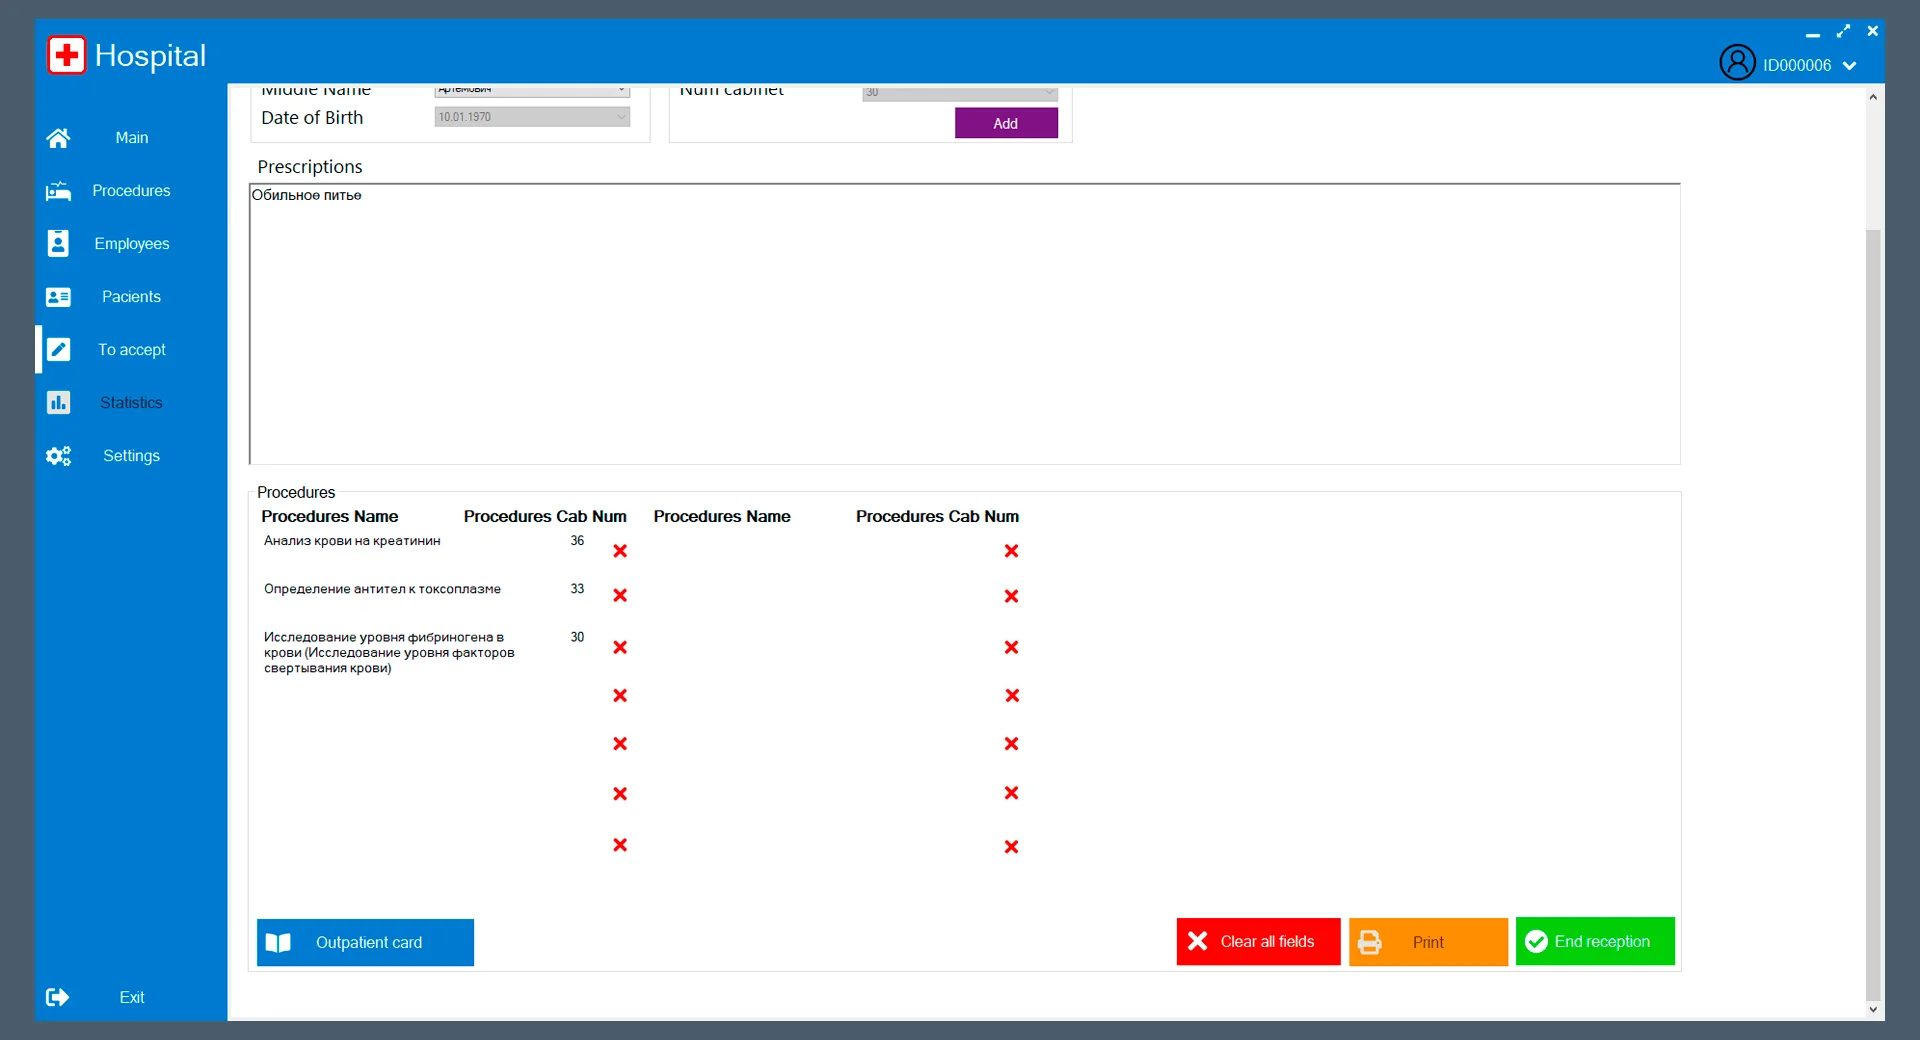 Hospital
ID000006
Main
Procedures
Employees
Pacients
To accept
Statistics
Settings
Exit
Middle Name
Артемович
Num cabinet
30
Date of Birth
10.01.1970
Add
Prescriptions
Обильное питье
Procedures
Procedures Name Procedures Cab Num Procedures Name Procedures Cab Num
Анализ крови на креатинин 36
Определение антител к токсоплазме 33
Исследование уровня фибриногена в 30
крови (Исследование уровня факторов
свертывания крови)
Outpatient card
Clear all fields
Print
End reception